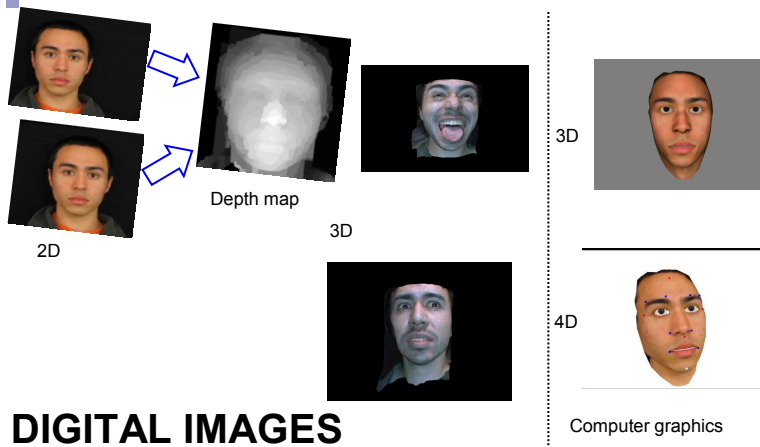 Depth map
3D
2D
DIGITAL IMAGES
3D
4D
Computer graphics